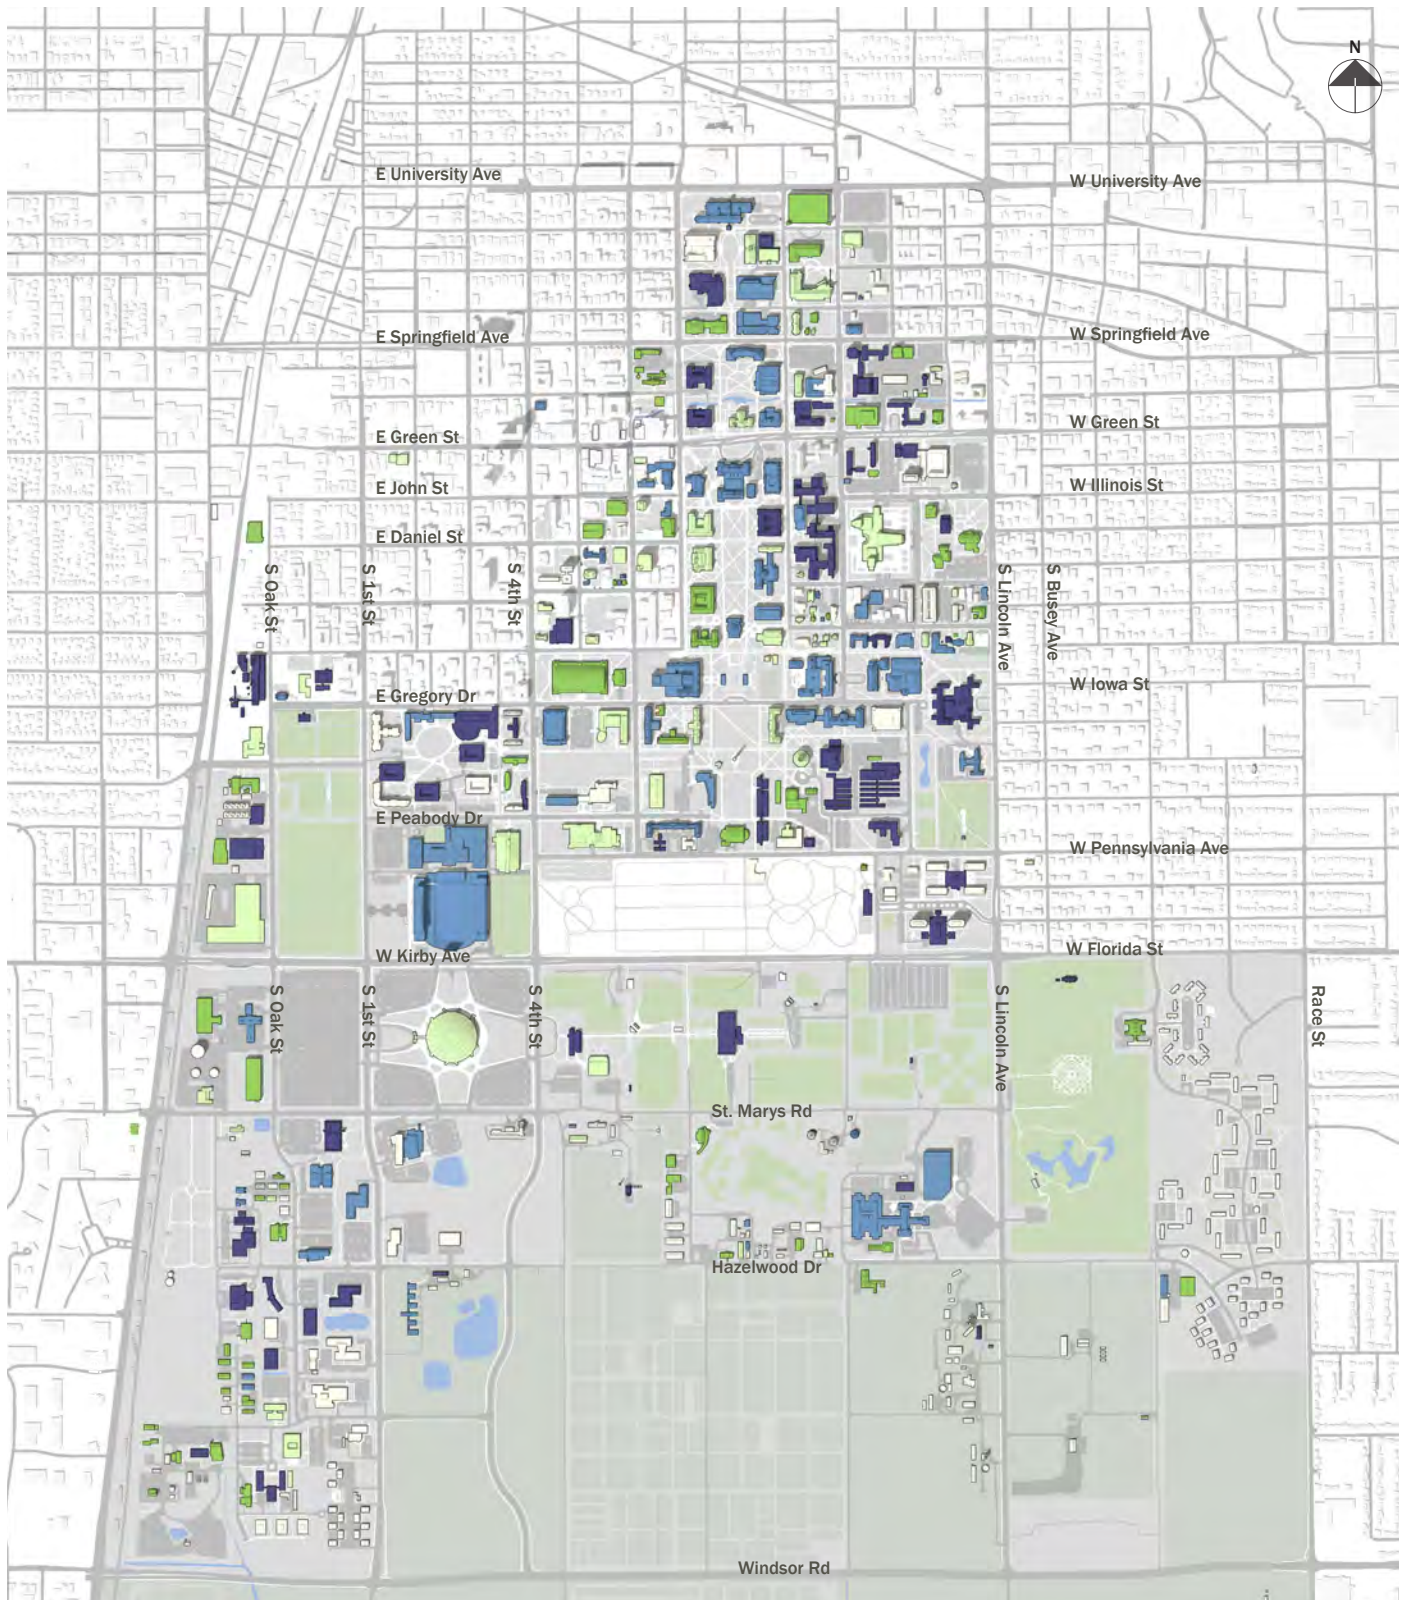 N
E University Ave
W University Ave
E Springfield Ave
W Springfield Ave
E Green St
W Green St
E John St
W Illinois St
E Daniel St
S Oak St
S 1st St
S 4th St
S Lincoln Ave
S Busey Ave
E Gregory Dr
W Iowa St
E Peabody Dr
W Pennsylvania Ave
W Kirby Ave
W Florida St
S Oak St
S 1st St
S 4th St
S Lincoln Ave
Race St
St. Marys Rd
Hazelwood Dr
Windsor Rd